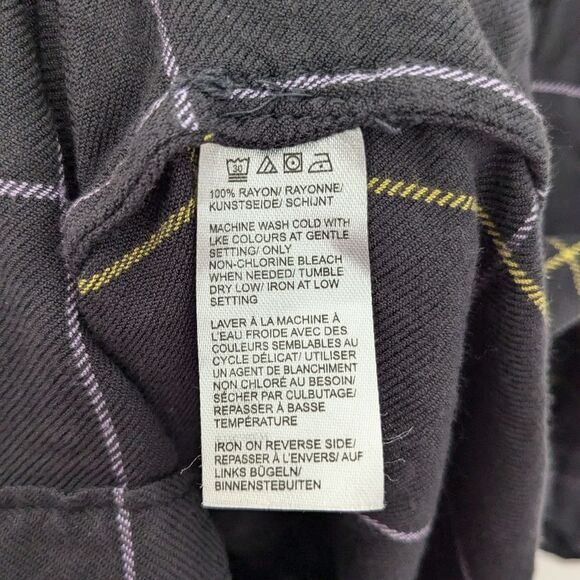 30
100% RAYON/ RAYONNE/
KUNSTSEIDE/ SCHIJNT
MACHINE WASH COLD WITH
LKE COLOURS AT GENTLE
SETTING/ ONLY
NON-CHLORINE BLEACH
WHEN NEEDED/ TUMBLE
DRY LOW/ IRON AT LOW
SETTING
LAVER À LA MACHINE À
L'EAU FROIDE AVEC DES
COULEURS SEMBLABLES AU
CYCLE DÉLICAT/ UTILISER
UN AGENT DE BLANCHIMENT
NON CHLORÉ AU BESOIN/
SÉCHER PAR CULBUTAGE/
REPASSER À BASSE
TEMPÉRATURE
IRON ON REVERSE SIDE/
REPASSER À L'ENVERS/ AUF
LINKS BÜGELN/
BINNENSTEBUITEN